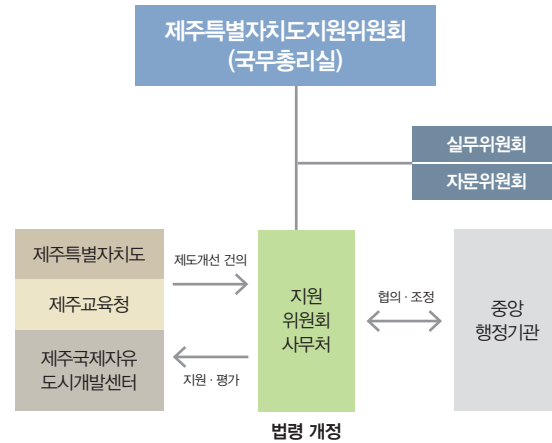 제주특별자치도지원위원회
(국무총리실)
실무위원회
자문위원회
제주특별자치도
제주교육청
제주국제자유
도시개발센터
제도개선 건의
지원 · 평가
지원
위원회
사무처
협의 · 조정
중앙
행정기관
법령 개정